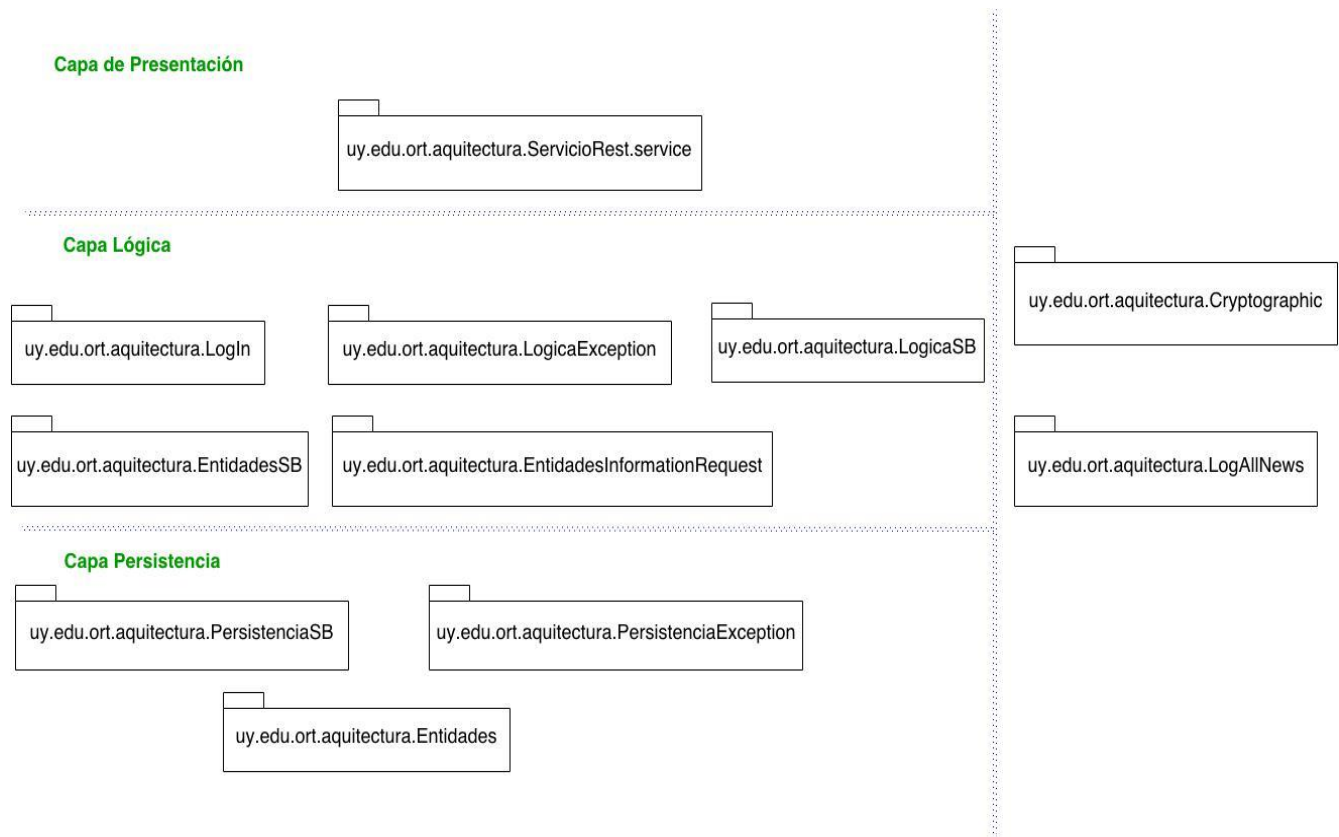 Capa de Presentación
uy.edu.ort.aquitectura.ServicioRest.service
Capa Lógica
uy.edu.ort.aquitectura.Cryptographic
uy.edu.ort.aquitectura.LogIn
uy.edu.ort.aquitectura.LogicaException
uy.edu.ort.aquitectura.LogicaSB
uy.edu.ort.aquitectura.EntidadesSB
uy.edu.ort.aquitectura.EntidadesInformationRequest
uy.edu.ort.aquitectura.LogAllNews
Capa Persistencia
uy.edu.ort.aquitectura.PersistenciaSB
uy.edu.ort.aquitectura.PersistenciaException
uy.edu.ort.aquitectura.Entidades